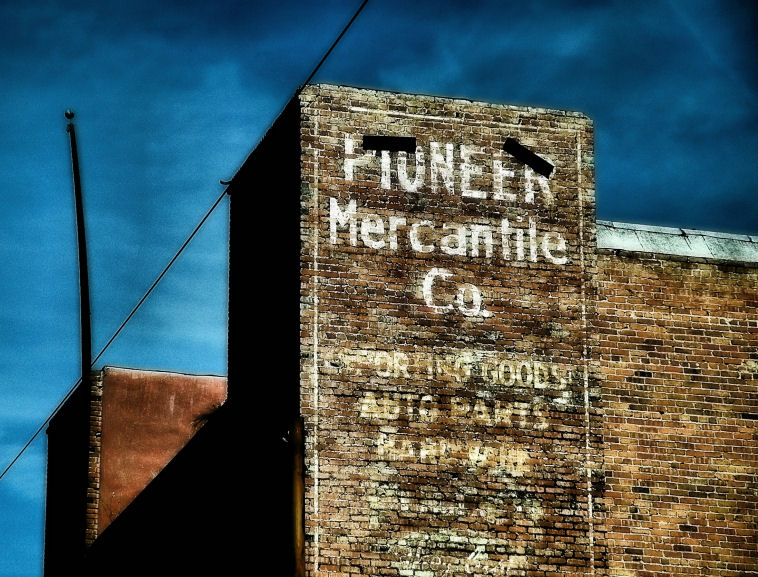 PIONEER
Mercantile
Co.
SPORTING GOODS
AUTO PARTS
HARDWARE